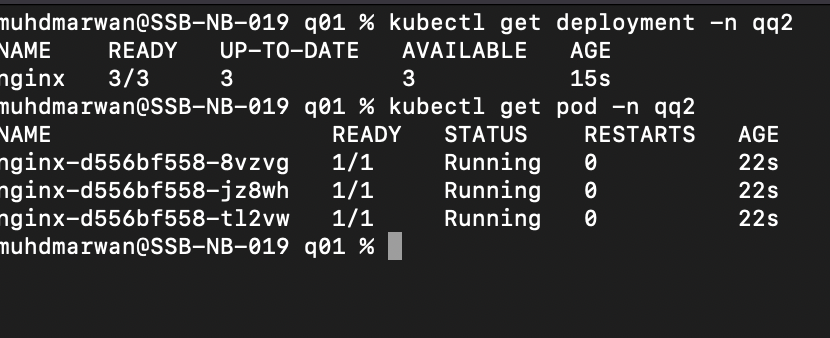 muhdmarwan@SSB-NB-019 q01 % kubectl get deployment -n qq2
NAME    READY   UP-TO-DATE   AVAILABLE   AGE
nginx   3/3     3            3           15s
muhdmarwan@SSB-NB-019 q01 % kubectl get pod -n qq2
NAME                    READY   STATUS    RESTARTS   AGE
nginx-d556bf558-8vzvg   1/1     Running   0          22s
nginx-d556bf558-jz8wh   1/1     Running   0          22s
nginx-d556bf558-tl2vw   1/1     Running   0          22s
muhdmarwan@SSB-NB-019 q01 %